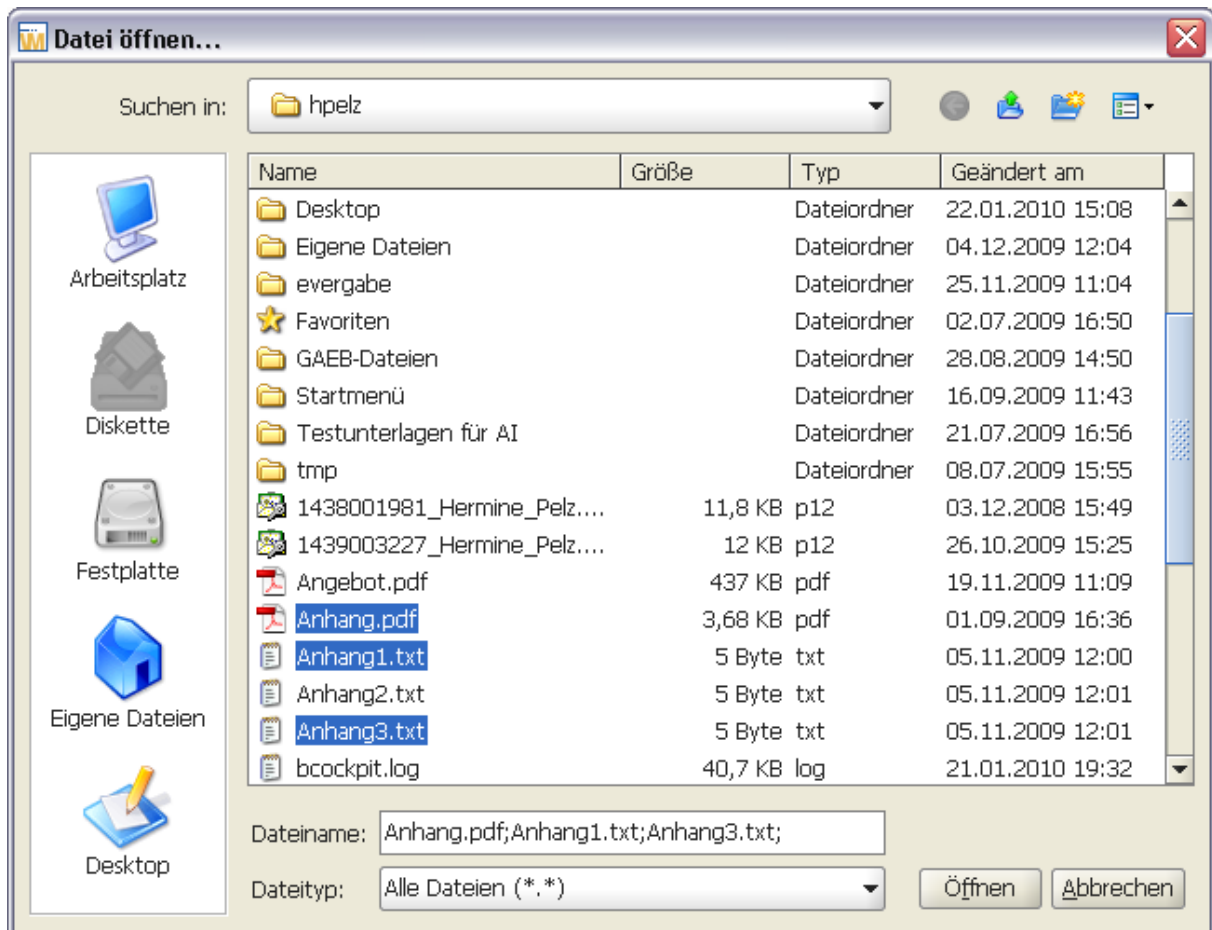 Datei öffnen...
Suchen in: hpelz
Name Größe Typ Geändert am
Desktop Dateiordner 22.01.2010 15:08
Eigene Dateien Dateiordner 04.12.2009 12:04
evergabe Dateiordner 25.11.2009 11:04
Favoriten Dateiordner 02.07.2009 16:50
GAEB-Dateien Dateiordner 28.08.2009 14:50
Startmenü Dateiordner 16.09.2009 11:43
Testunterlagen für AI Dateiordner 21.07.2009 16:56
tmp Dateiordner 08.07.2009 15:55
1438001981_Hermine_Pelz.... 11,8 KB p12 03.12.2008 15:49
1439003227_Hermine_Pelz.... 12 KB p12 26.10.2009 15:25
Angebot.pdf 437 KB pdf 19.11.2009 11:09
Anhang.pdf 3,68 KB pdf 01.09.2009 16:36
Anhang1.txt 5 Byte txt 05.11.2009 12:00
Anhang2.txt 5 Byte txt 05.11.2009 12:01
Anhang3.txt 5 Byte txt 05.11.2009 12:01
bcockpit.log 40,7 KB log 21.01.2010 19:32
Arbeitsplatz
Diskette
Festplatte
Eigene Dateien
Desktop
Dateiname: Anhang.pdf;Anhang1.txt;Anhang3.txt;
Dateityp: Alle Dateien (*.*) Öffnen Abbrechen